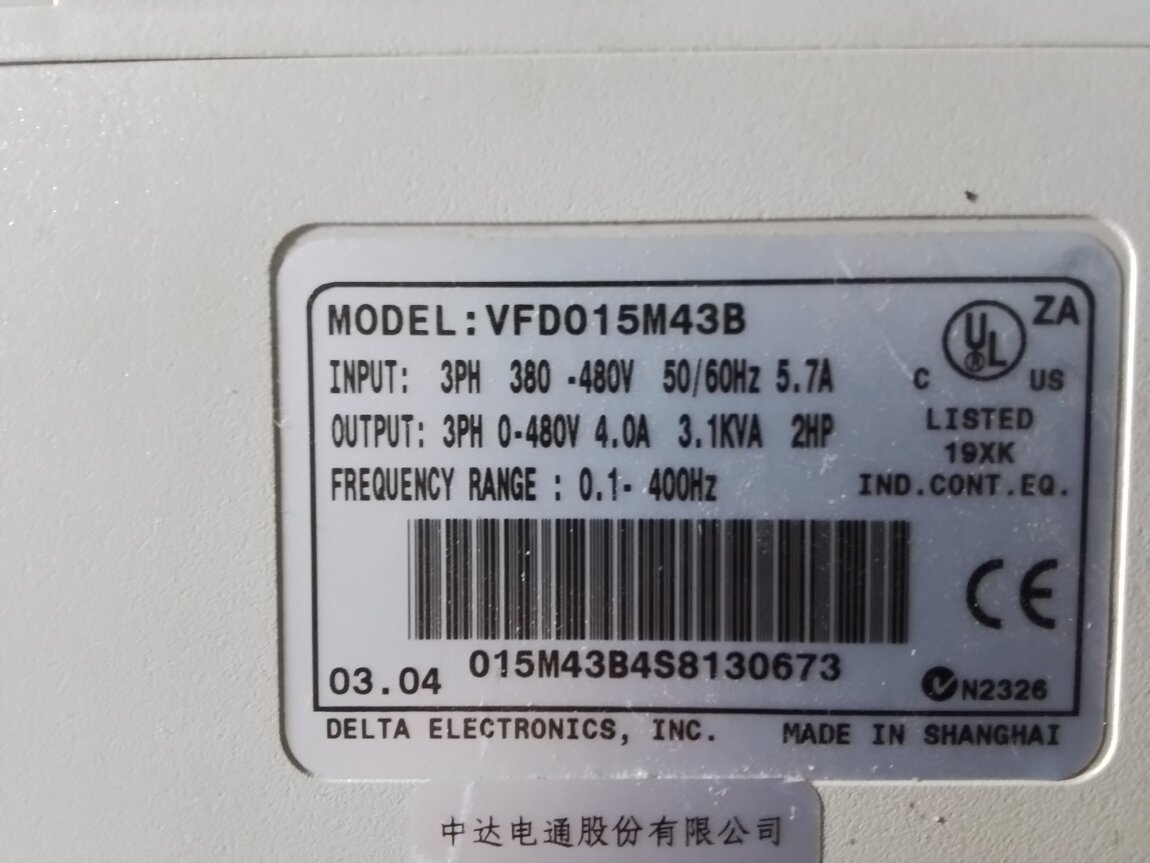 MODEL:VFD015M43B
INPUT: 3PH 380 -480V 50/60Hz 5.7A
OUTPUT: 3PH 0-480V 4.0A 3.1KVA 2HP
FREQUENCY RANGE : 0.1- 400Hz
ZA
UL
®
C US
LISTED
19XK
IND.CONT.EQ.
CE
03.04 015M43B4S8130673
N2326
DELTA ELECTRONICS, INC. MADE IN SHANGHAI
中达电通股份有限公司